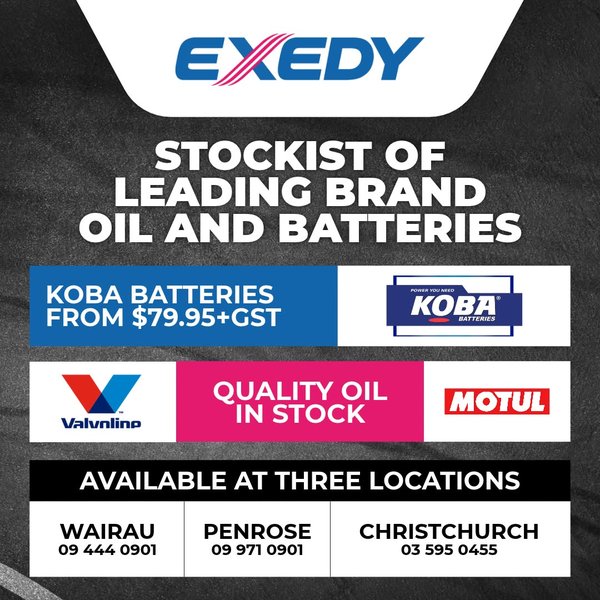 EXEDY
STOCKIST OF
LEADING BRAND
OIL AND BATTERIES
KOBA BATTERIES
FROM $79.95+GST
POWER YOU NEED
KOBA®
BATTERIES
Valvoline™
QUALITY OIL
IN STOCK
MOTUL
AVAILABLE AT THREE LOCATIONS
WAIRAU
09 444 0901
PENROSE
09 971 0901
CHRISTCHURCH
03 595 0455